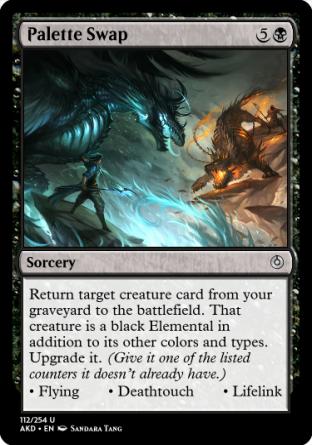 Palette Swap 5
Sorcery
Return target creature card from your
graveyard to the battlefield. That
creature is a black Elemental in
addition to its other colors and types.
Upgrade it. (Give it one of the listed
counters it doesn't already have.)
• Flying • Deathtouch • Lifelink
112/254 U
AKD • EN SANDARA TANG